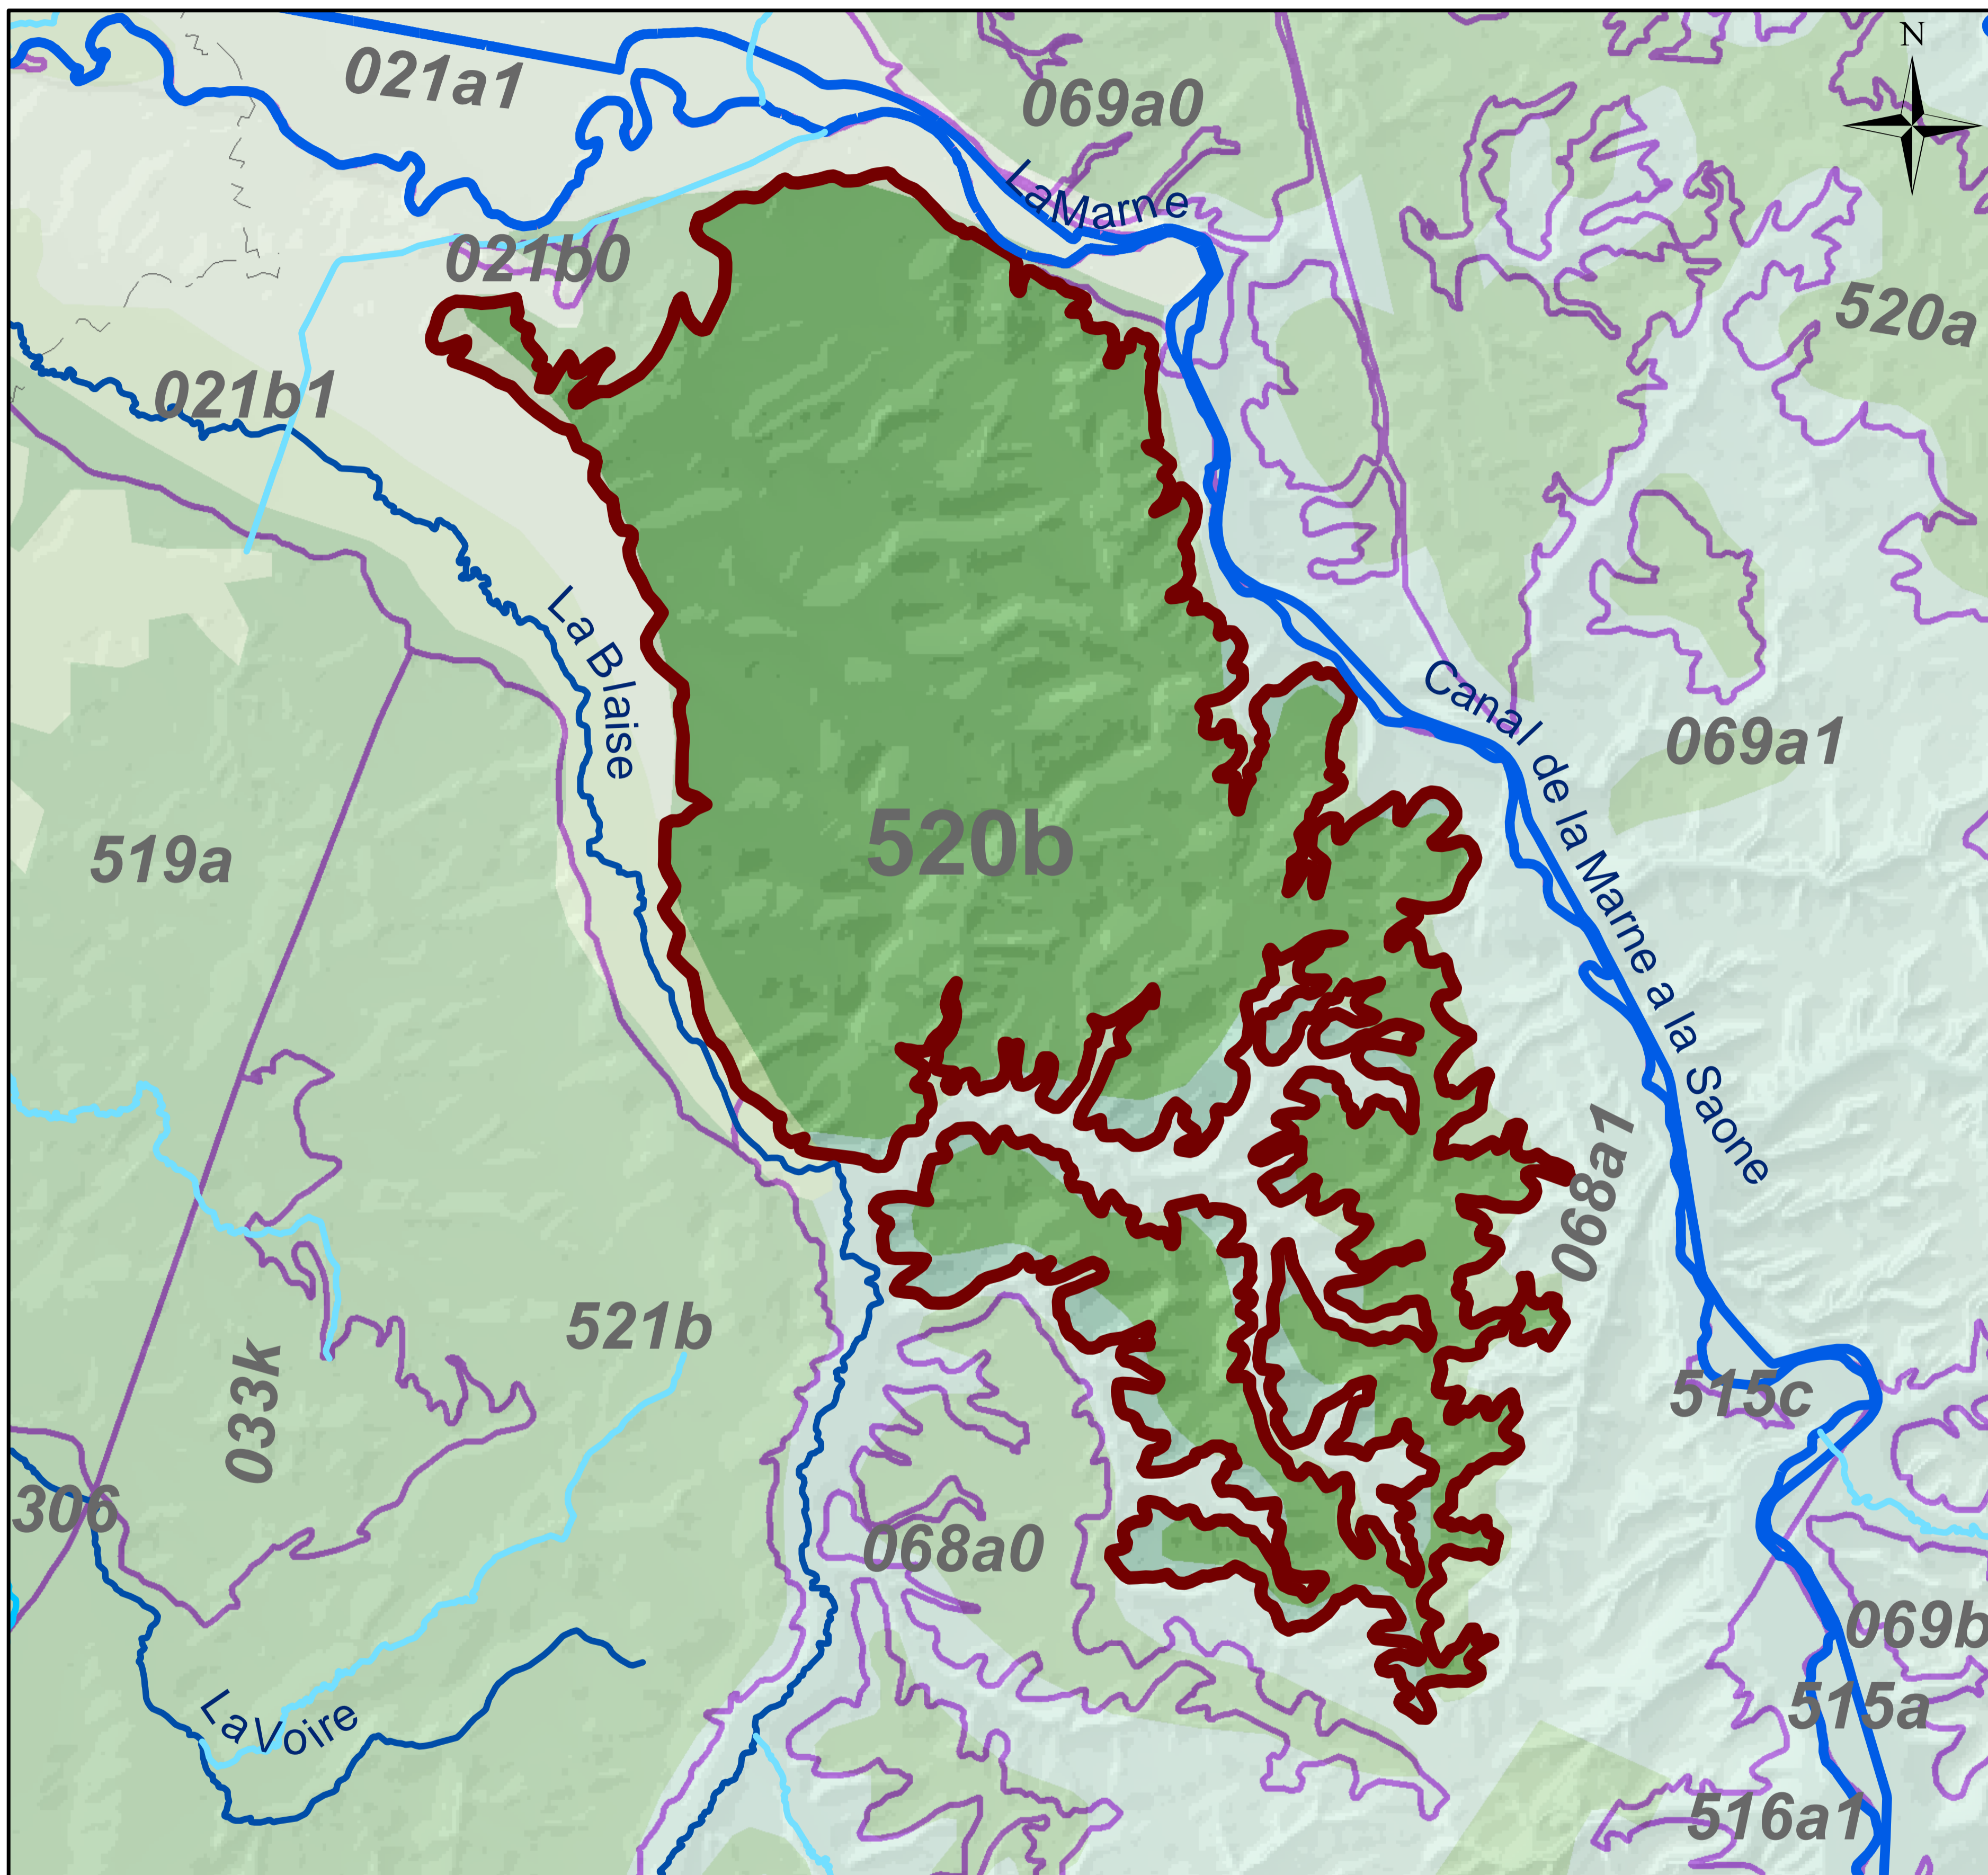 N
021a1
069a0
La Marne
021b0
520a
021b1
La Blaise
Canal de la Marne a la Saone
069a1
520b
519a
068a1
521b
033k
515c
306
068a0
069b
La Voire
515a
516a1